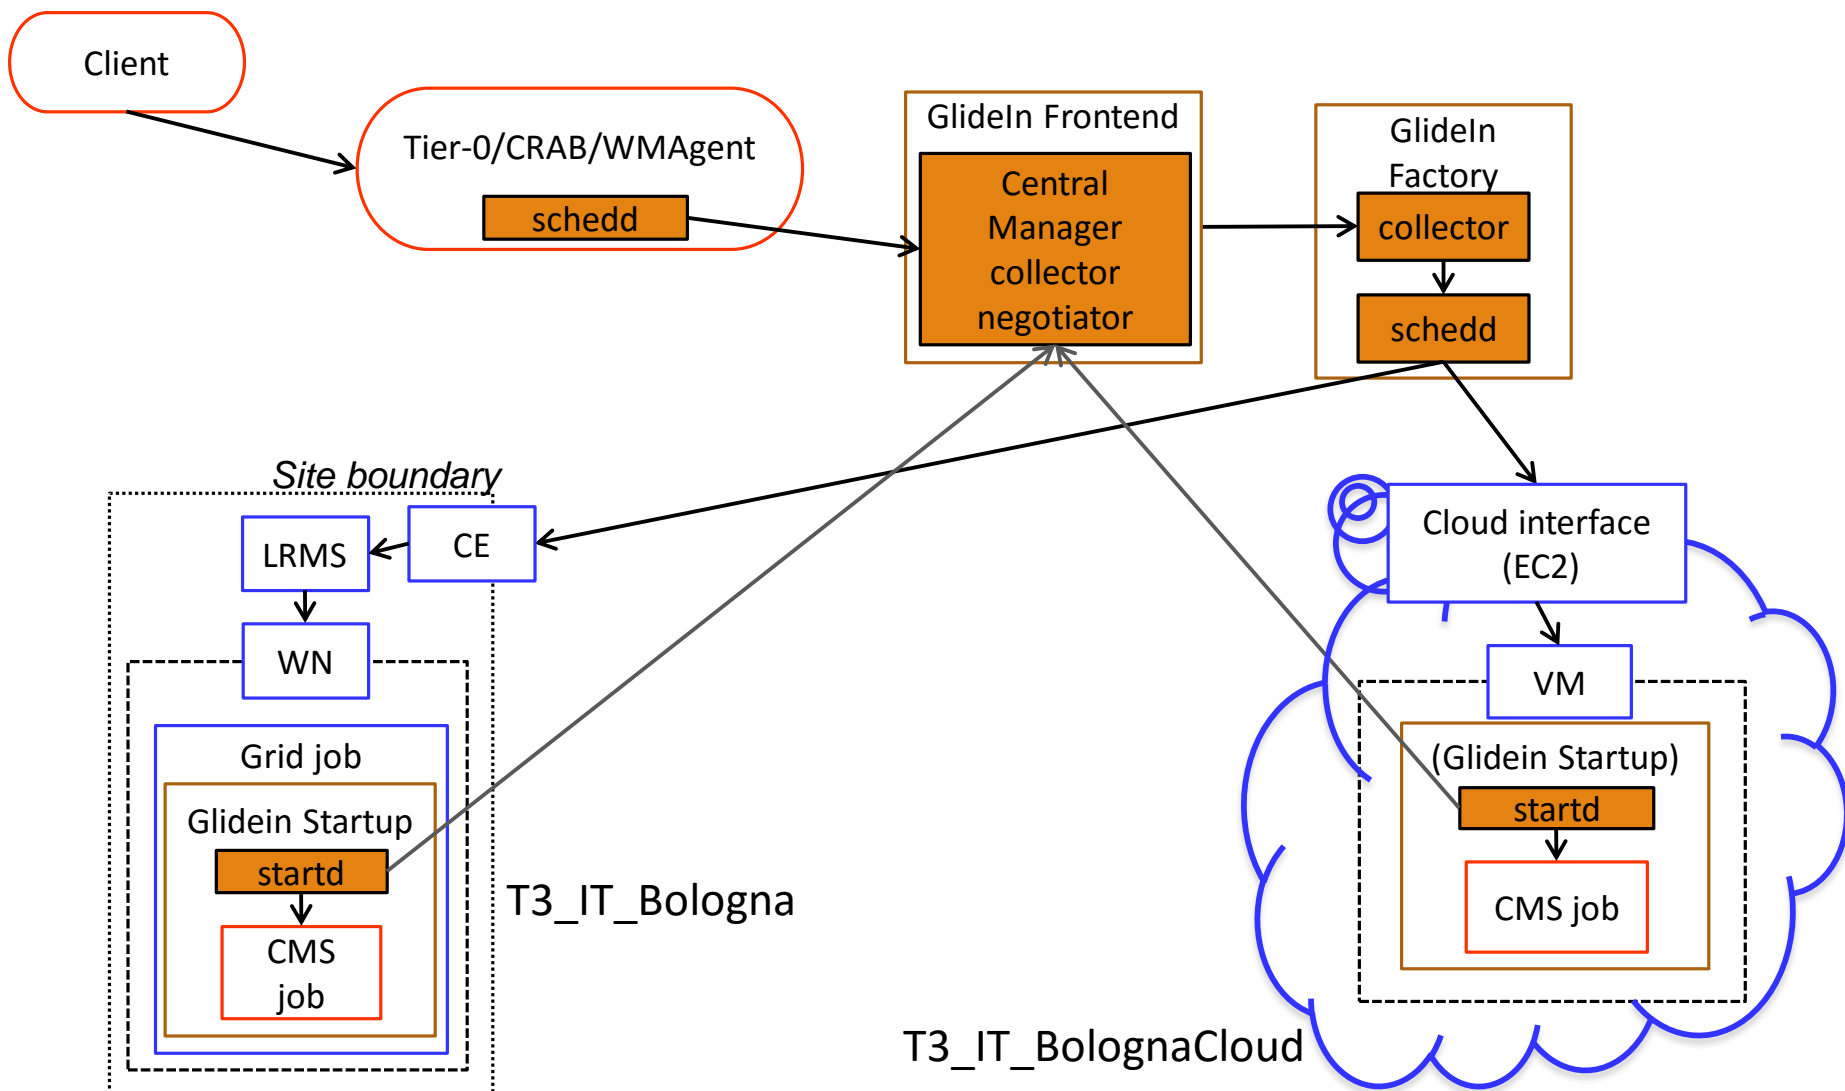 Client
Tier-0/CRAB/WMAgent
schedd
GlideIn Frontend
Central
Manager
collector
negotiator
GlideIn
Factory
collector
schedd
Site boundary
LRMS
CE
WN
Grid job
Glidein Startup
startd
CMS
job
T3_IT_Bologna
Cloud interface
(EC2)
VM
(Glidein Startup)
startd
CMS job
T3_IT_BolognaCloud